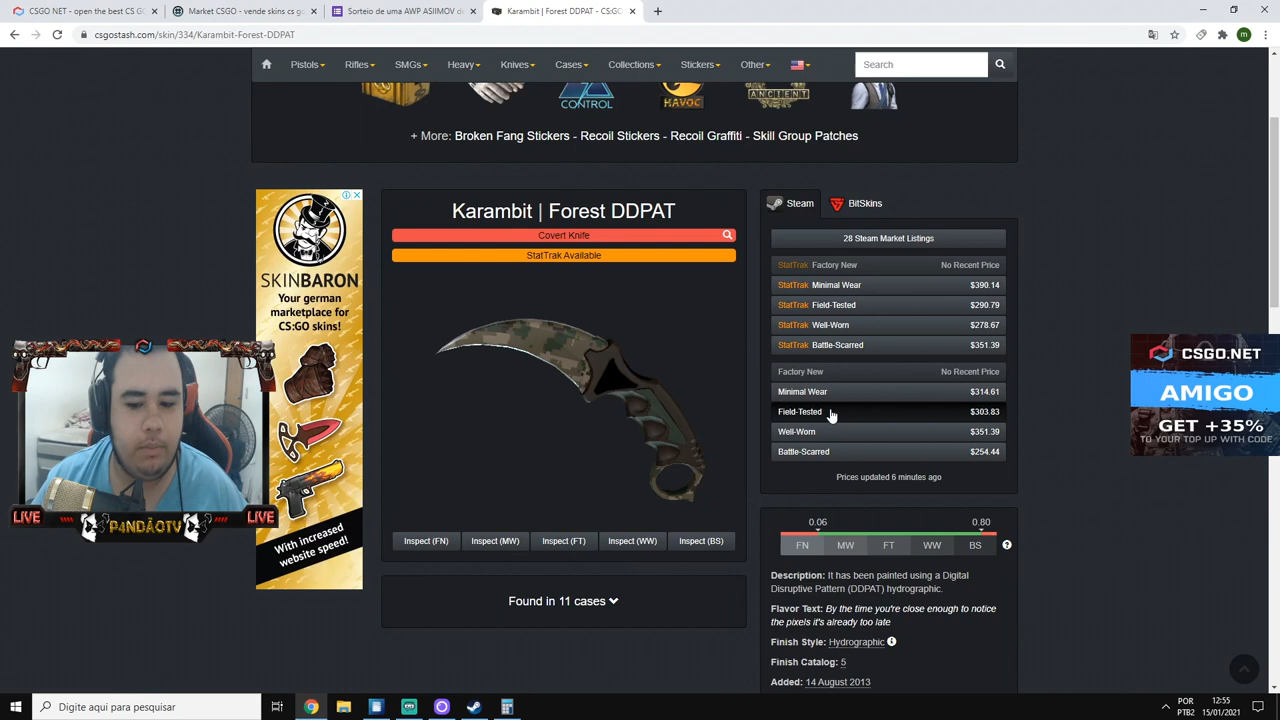 CSGO NET - open the best CS G
Market CSGO - vende skins cs go
Sorteio de uma AWP ASIIMOV d
Karambit | Forest DDPAT - CS:GO
csgostash.com/skin/334/Karambit-Forest-DDPAT
m
Pistols
Rifles
SMGs
Heavy
Knives
Cases
Collections
Stickers
Other
Search
CONTROL
HAVOC
ANCIENT
+ More: Broken Fang Stickers - Recoil Stickers - Recoil Graffiti - Skill Group Patches
SKINBARON
Your german
marketplace for
CS:GO skins!
With increased
website speed!
Karambit | Forest DDPAT
Covert Knife
StatTrak Available
Inspect (FN)
Inspect (MW)
Inspect (FT)
Inspect (WW)
Inspect (BS)
Found in 11 cases
Steam
BitSkins
28 Steam Market Listings
StatTrak Factory New No Recent Price
StatTrak Minimal Wear $390.14
StatTrak Field-Tested $290.79
StatTrak Well-Worn $278.67
StatTrak Battle-Scarred $351.39
Factory New No Recent Price
Minimal Wear $314.61
Field-Tested $303.83
Well-Worn $351.39
Battle-Scarred $254.44
Prices updated 6 minutes ago
0.06 0.80
FN MW FT WW BS
Description: It has been painted using a Digital
Disruptive Pattern (DDPAT) hydrographic.
Flavor Text: By the time you're close enough to notice
the pixels it's already too late
Finish Style: Hydrographic
Finish Catalog: 5
Added: 14 August 2013
CSGO.NET
AMIGO
GET +35%
TO YOUR TOP UP WITH CODE
LIVE
P4NDÃOTV
LIVE
Digite aqui para pesquisar
POR
PTB2
12:55
15/01/2021